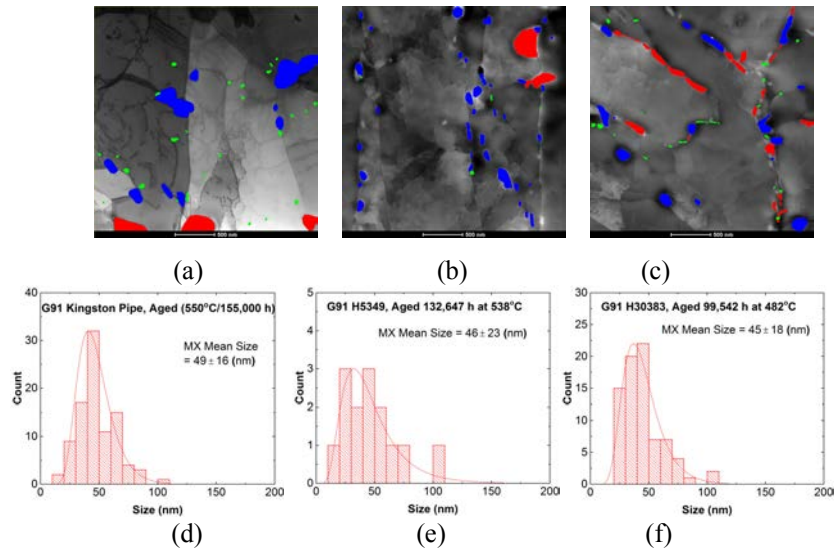 500 nm
500 nm
500 nm
(a)
(b)
(c)
G91 Kingston Pipe, Aged (550°C/155,000 h)
MX Mean Size
= 49 ± 16 (nm)
Count
40
30
20
10
0
0 50 100 150 200
Size (nm)
G91 H5349, Aged 132,647 h at 538°C
MX Mean Size = 46 ± 23 (nm)
Count
5
4
3
2
1
0
0 50 100 150 200
Size (nm)
G91 H30383, Aged 99,542 h at 482°C
MX Mean Size = 45 ± 18 (nm)
Count
30
25
20
15
10
5
0
0 50 100 150 200
Size (nm)
(d)
(e)
(f)